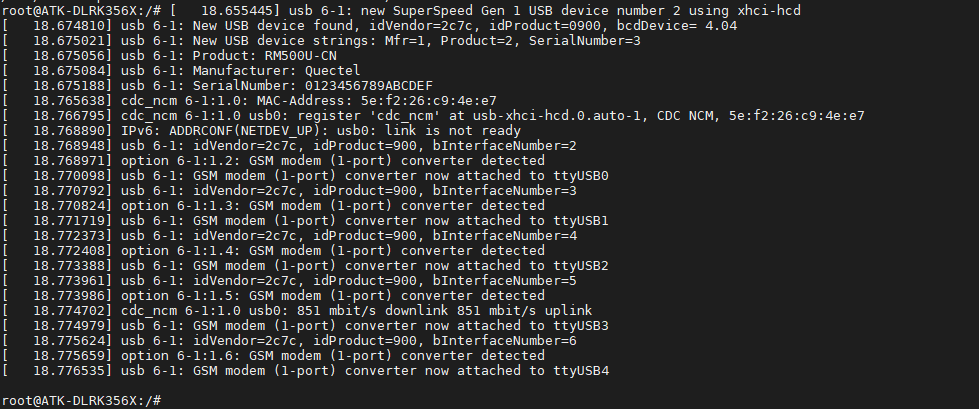 root@ATK-DLRK356X:/# [   18.655445] usb 6-1: new SuperSpeed Gen 1 USB device number 2 using xhci-hcd
[   18.674810] usb 6-1: New USB device found, idVendor=2c7c, idProduct=0900, bcdDevice= 4.04
[   18.675021] usb 6-1: New USB device strings: Mfr=1, Product=2, SerialNumber=3
[   18.675056] usb 6-1: Product: RM500U-CN
[   18.675084] usb 6-1: Manufacturer: Quectel
[   18.675188] usb 6-1: SerialNumber: 0123456789ABCDEF
[   18.765638] cdc_ncm 6-1:1.0: MAC-Address: 5e:f2:26:c9:4e:e7
[   18.766795] cdc_ncm 6-1:1.0 usb0: register 'cdc_ncm' at usb-xhci-hcd.0.auto-1, CDC NCM, 5e:f2:26:c9:4e:e7
[   18.768890] IPv6: ADDRCONF(NETDEV_UP): usb0: link is not ready
[   18.768948] usb 6-1: idVendor=2c7c, idProduct=900, bInterfaceNumber=2
[   18.768971] option 6-1:1.2: GSM modem (1-port) converter detected
[   18.770098] usb 6-1: GSM modem (1-port) converter now attached to ttyUSB0
[   18.770792] usb 6-1: idVendor=2c7c, idProduct=900, bInterfaceNumber=3
[   18.770824] option 6-1:1.3: GSM modem (1-port) converter detected
[   18.771719] usb 6-1: GSM modem (1-port) converter now attached to ttyUSB1
[   18.772373] usb 6-1: idVendor=2c7c, idProduct=900, bInterfaceNumber=4
[   18.772408] option 6-1:1.4: GSM modem (1-port) converter detected
[   18.773388] usb 6-1: GSM modem (1-port) converter now attached to ttyUSB2
[   18.773961] usb 6-1: idVendor=2c7c, idProduct=900, bInterfaceNumber=5
[   18.773986] option 6-1:1.5: GSM modem (1-port) converter detected
[   18.774702] cdc_ncm 6-1:1.0 usb0: 851 mbit/s downlink 851 mbit/s uplink
[   18.774979] usb 6-1: GSM modem (1-port) converter now attached to ttyUSB3
[   18.775624] usb 6-1: idVendor=2c7c, idProduct=900, bInterfaceNumber=6
[   18.775659] option 6-1:1.6: GSM modem (1-port) converter detected
[   18.776535] usb 6-1: GSM modem (1-port) converter now attached to ttyUSB4
root@ATK-DLRK356X:/#